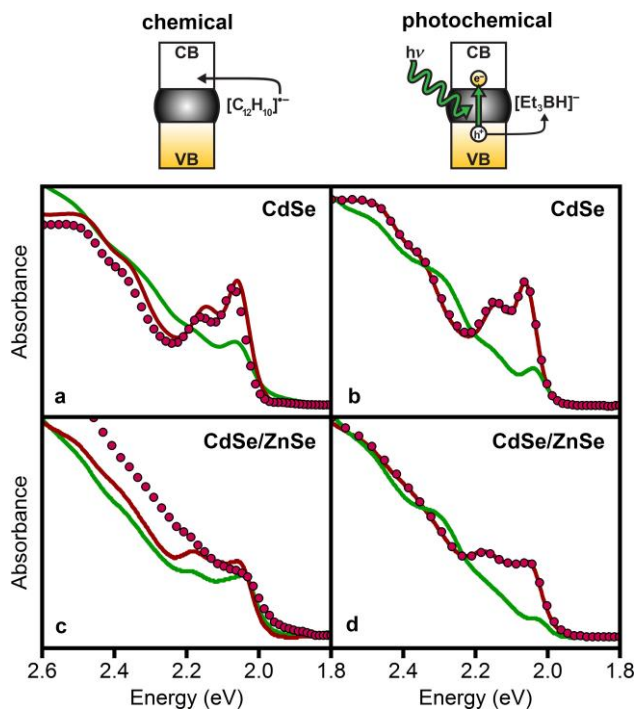 chemical
CB
[C₁₂H₁₀]•−
VB
photochemical
hν
CB
e−
[Et₃BH]−
h+
VB
Absorbance
CdSe
a
CdSe
b
Absorbance
CdSe/ZnSe
c
CdSe/ZnSe
d
2.6 2.4 2.2 2.0 1.8 2.4 2.2 2.0 1.8
Energy (eV) Energy (eV)